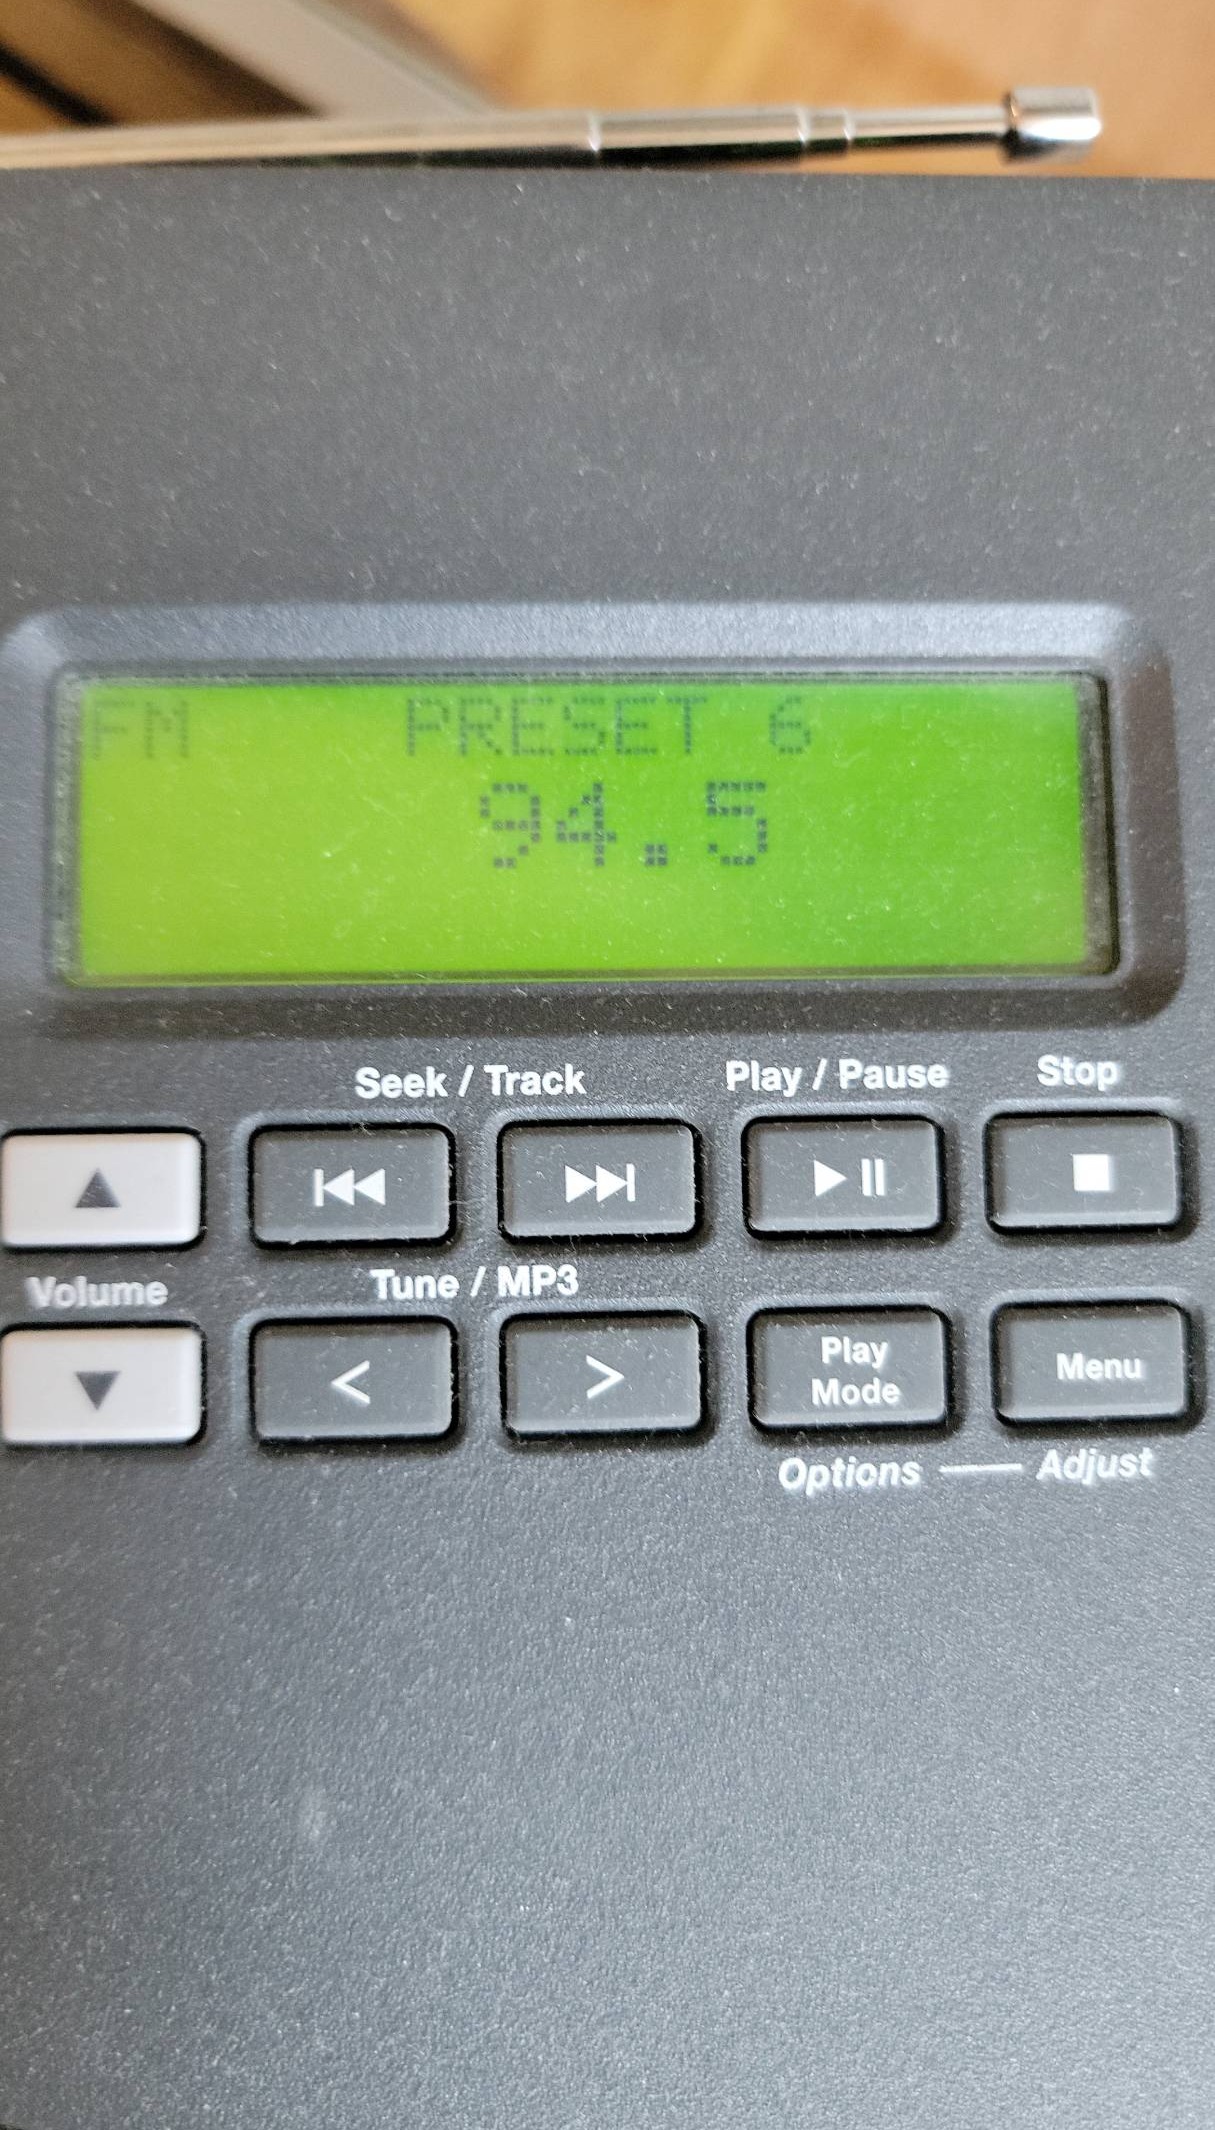 FM PRESET 6
94.5
Seek / Track Play / Pause Stop
Volume Tune / MP3
Play
Mode
Menu
Options — Adjust